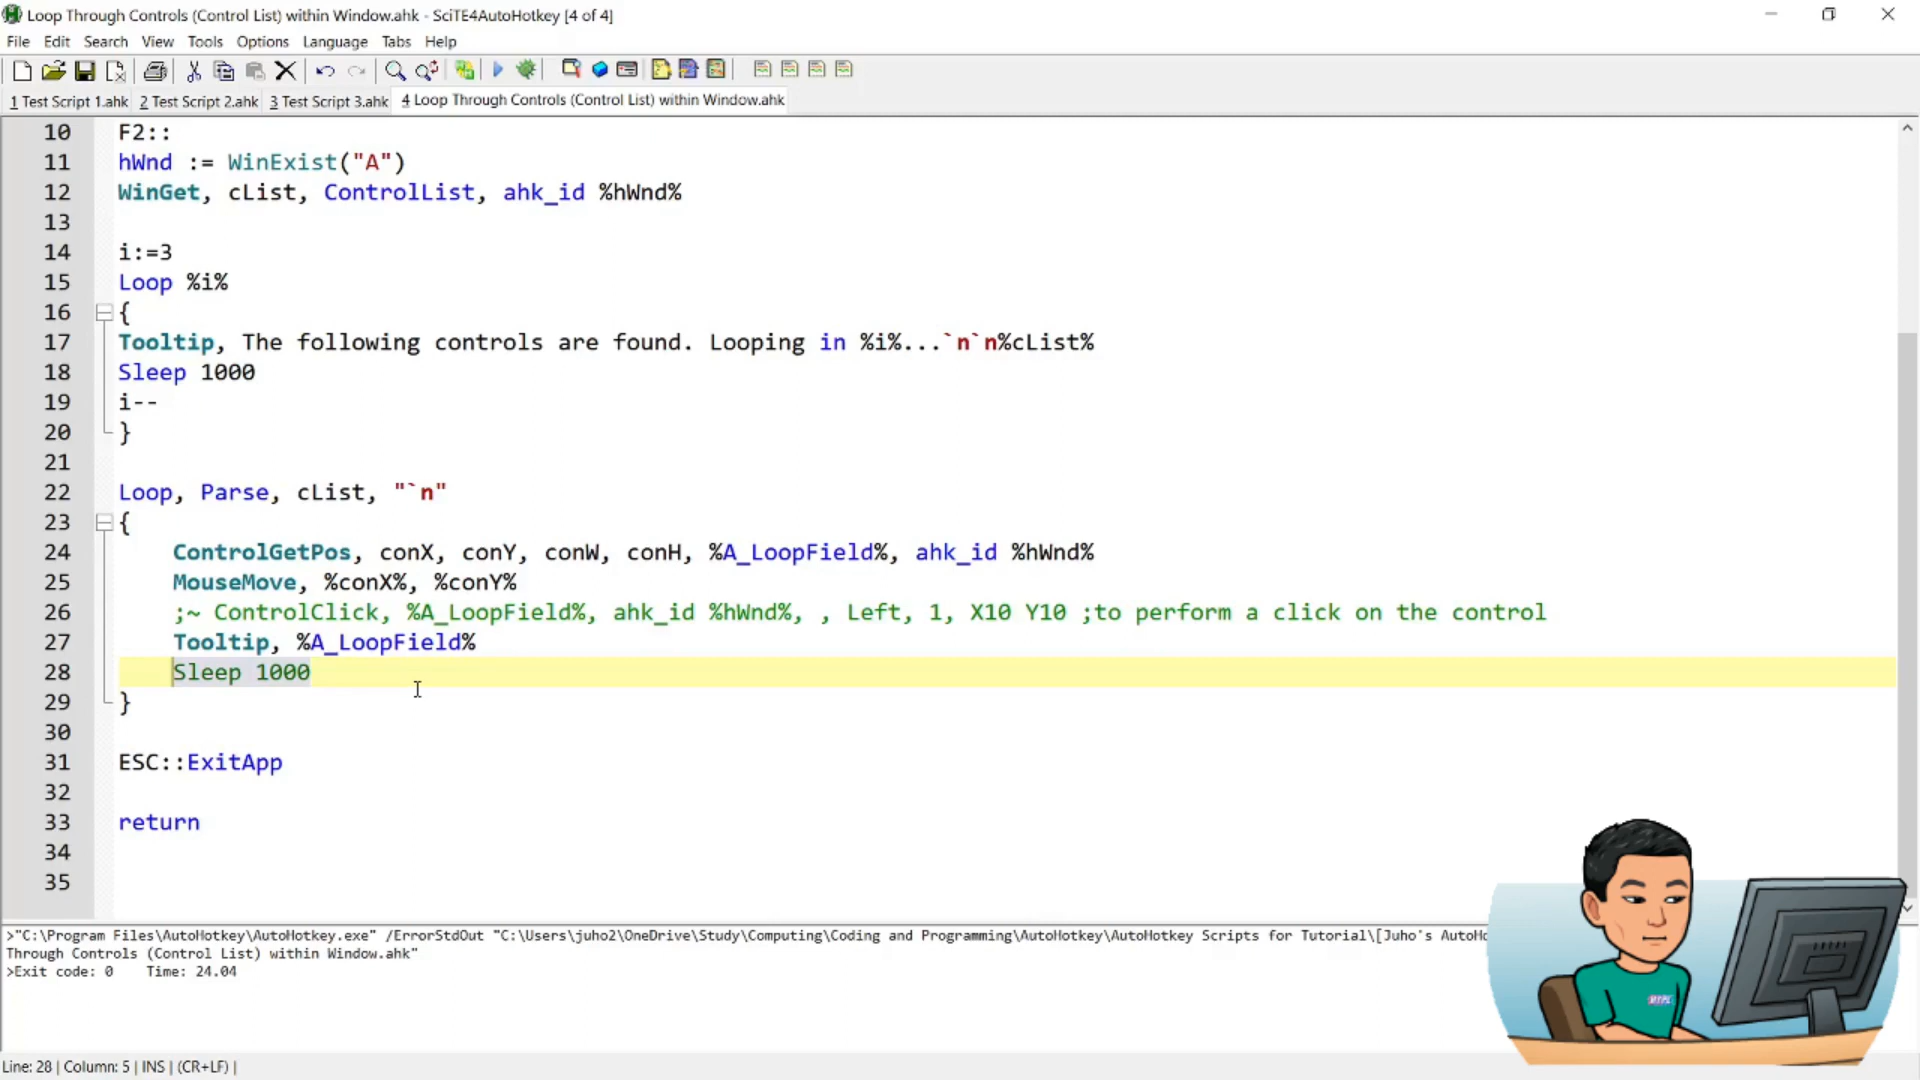 Loop Through Controls (Control List) within Window.ahk - SciTE4AutoHotkey [4 of 4]
File Edit Search View Tools Options Language Tabs Help
1 Test Script 1.ahk 2 Test Script 2.ahk 3 Test Script 3.ahk 4 Loop Through Controls (Control List) within Window.ahk
10 F2::
11 hWnd := WinExist("A")
12 WinGet, cList, ControlList, ahk_id %hWnd%
13
14 i:=3
15 Loop %i%
16 {
17 Tooltip, The following controls are found. Looping in %i%...`n`n%cList%
18 Sleep 1000
19 i--
20 }
21
22 Loop, Parse, cList, "`n"
23 {
24 ControlGetPos, conX, conY, conW, conH, %A_LoopField%, ahk_id %hWnd%
25 MouseMove, %conX%, %conY%
26 ;~ ControlClick, %A_LoopField%, ahk_id %hWnd%, , Left, 1, X10 Y10 ;to perform a click on the control
27 Tooltip, %A_LoopField%
28 Sleep 1000
29 }
30
31 ESC::ExitApp
32
33 return
34
35
>"C:\Program Files\AutoHotkey\AutoHotkey.exe" /ErrorStdOut "C:\Users\juho2\OneDrive\Study\Computing\Coding and Programming\AutoHotkey\AutoHotkey Scripts for Tutorial\[Juho's AutoHo
Through Controls (Control List) within Window.ahk"
>Exit code: 0 Time: 24.04
Line: 28 | Column: 5 | INS | (CR+LF) |